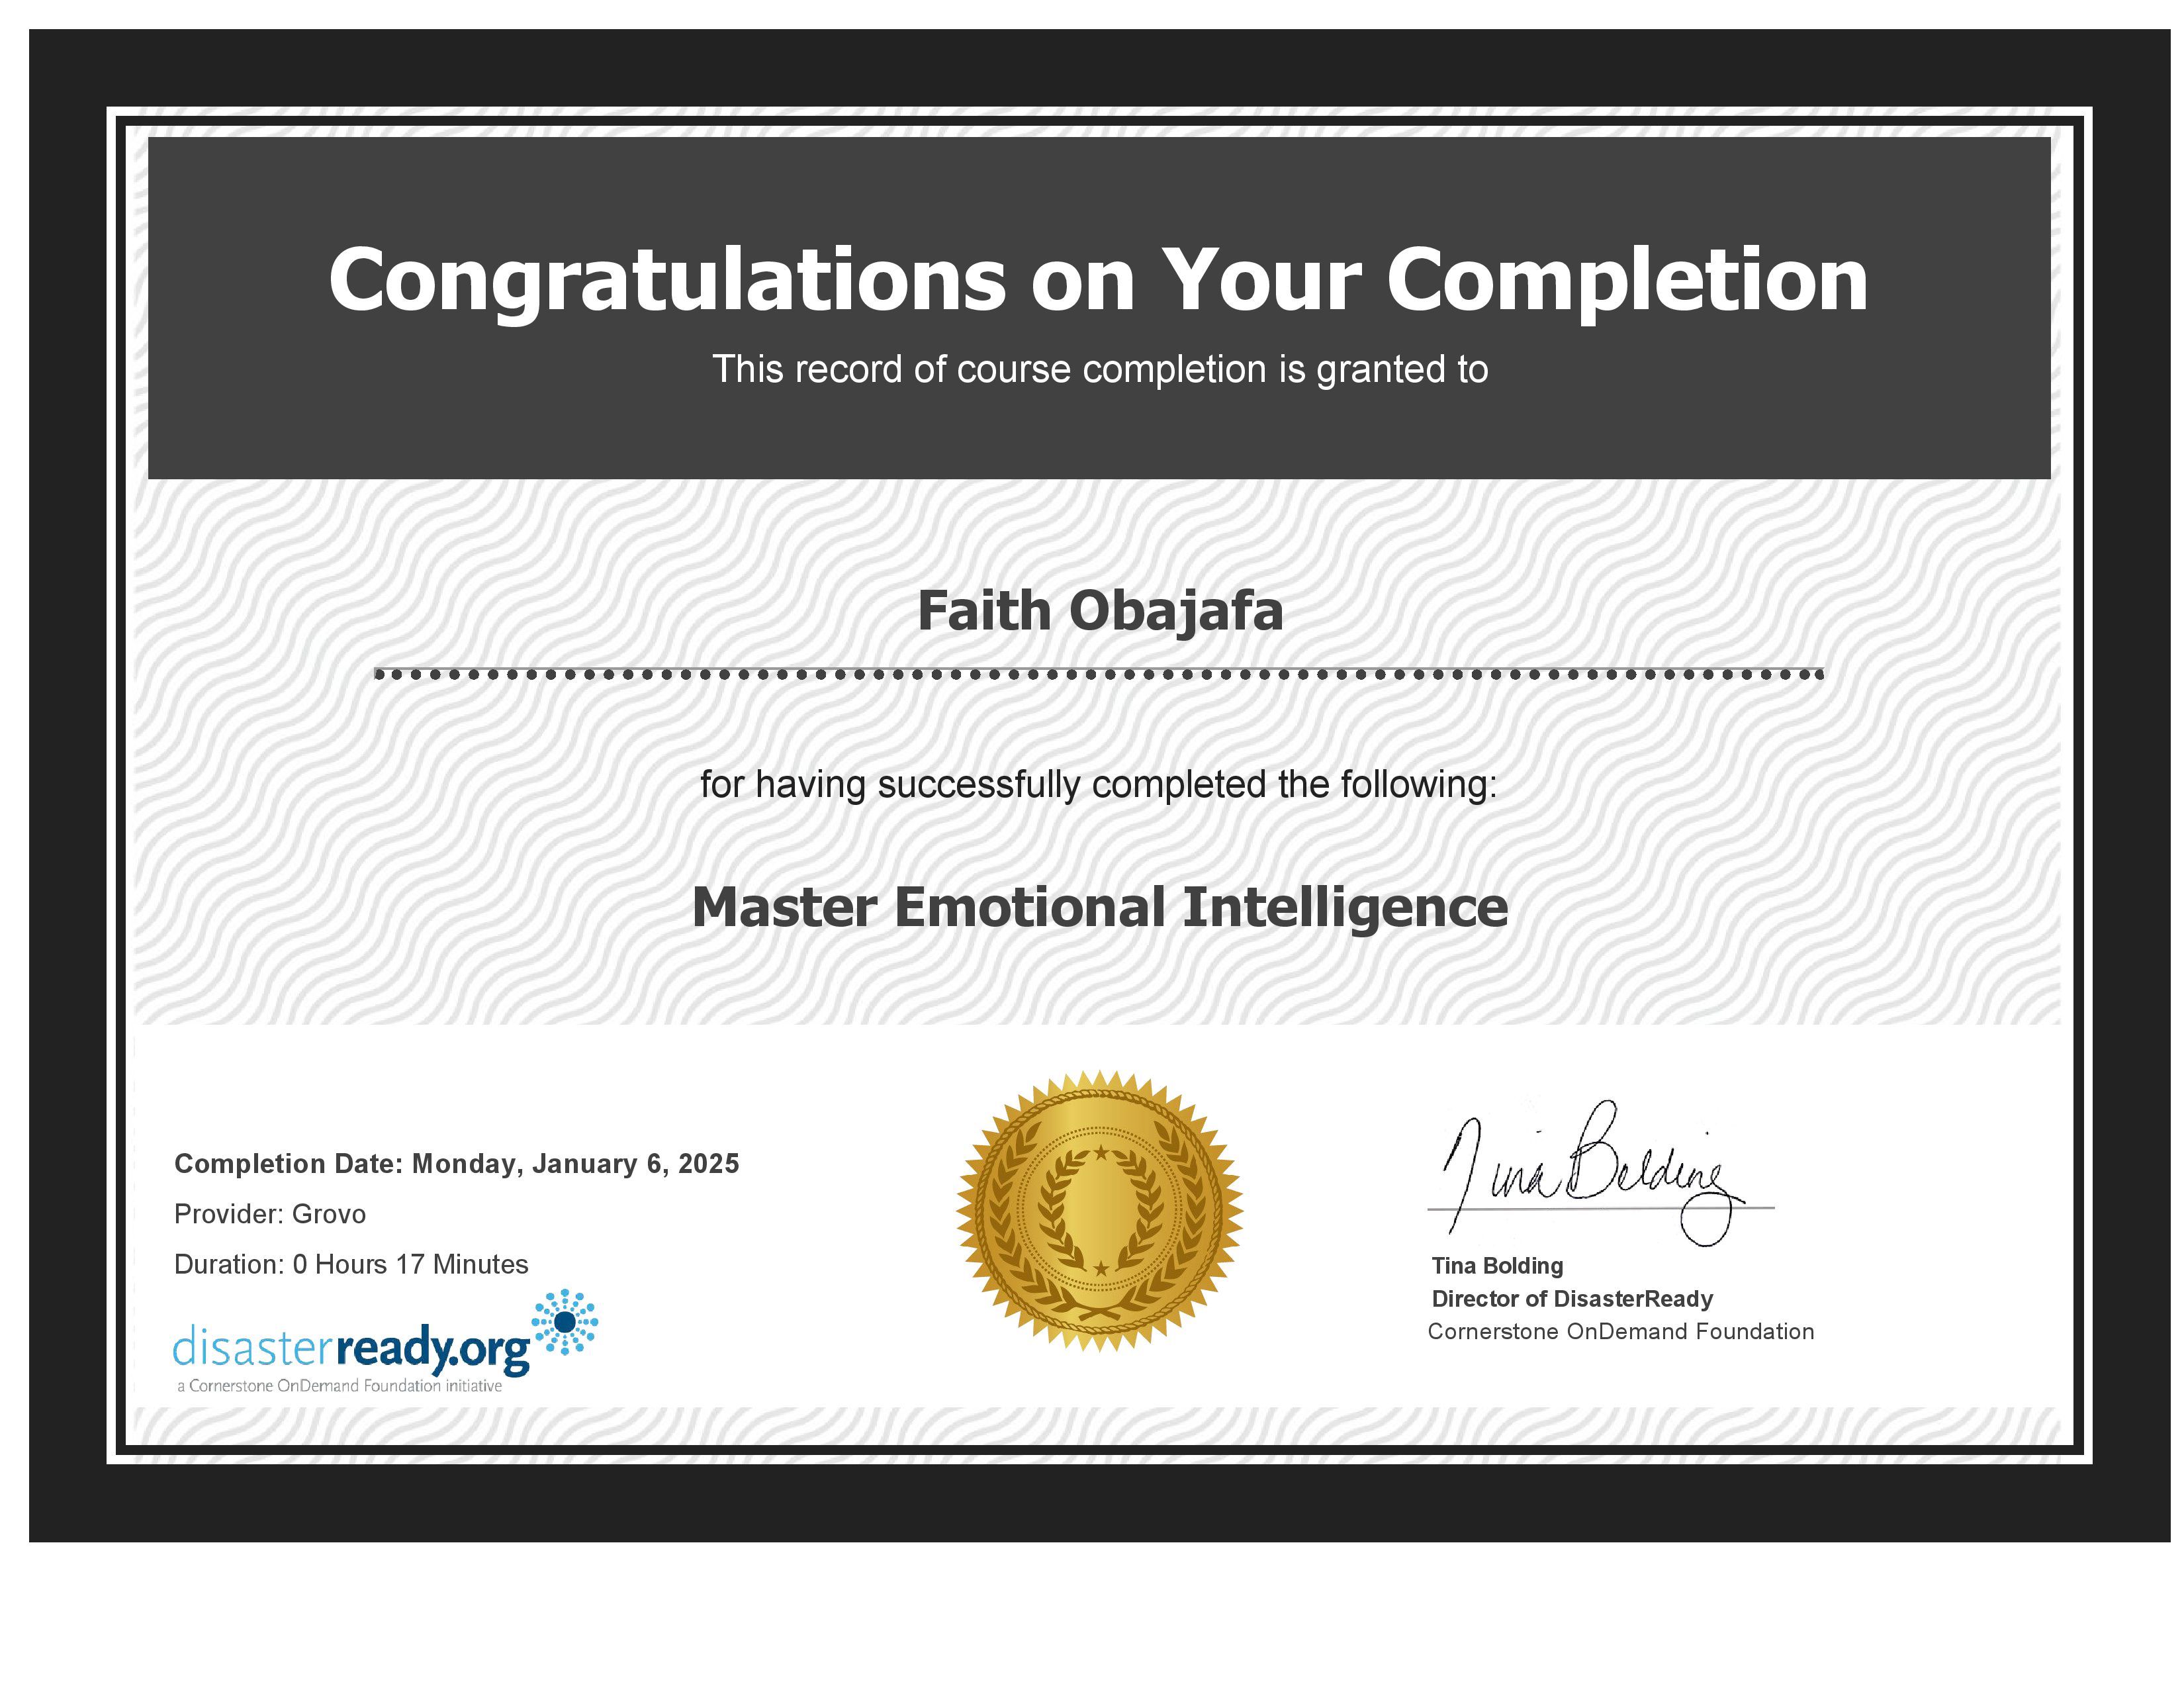 Congratulations on Your Completion
This record of course completion is granted to
Faith Obajafa
for having successfully completed the following:
Master Emotional Intelligence
Completion Date: Monday, January 6, 2025
Provider: Grovo
Duration: 0 Hours 17 Minutes
disasterready.org
a Cornerstone OnDemand Foundation initiative
Tina Bolding
Tina Bolding
Director of DisasterReady
Cornerstone OnDemand Foundation